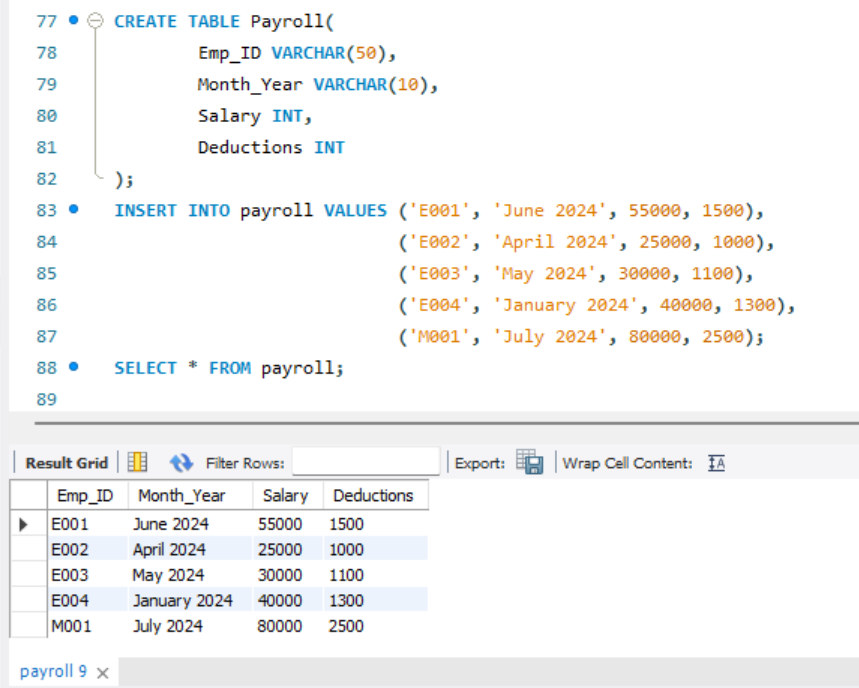 77 CREATE TABLE Payroll(
78 Emp_ID VARCHAR(50),
79 Month_Year VARCHAR(10),
80 Salary INT,
81 Deductions INT
82 );
83 INSERT INTO payroll VALUES ('E001', 'June 2024', 55000, 1500),
84 ('E002', 'April 2024', 25000, 1000),
85 ('E003', 'May 2024', 30000, 1100),
86 ('E004', 'January 2024', 40000, 1300),
87 ('M001', 'July 2024', 80000, 2500);
88 SELECT * FROM payroll;
89
Result Grid Filter Rows: Export: Wrap Cell Content: IA
Emp_ID Month_Year Salary Deductions
E001 June 2024 55000 1500
E002 April 2024 25000 1000
E003 May 2024 30000 1100
E004 January 2024 40000 1300
M001 July 2024 80000 2500
payroll 9